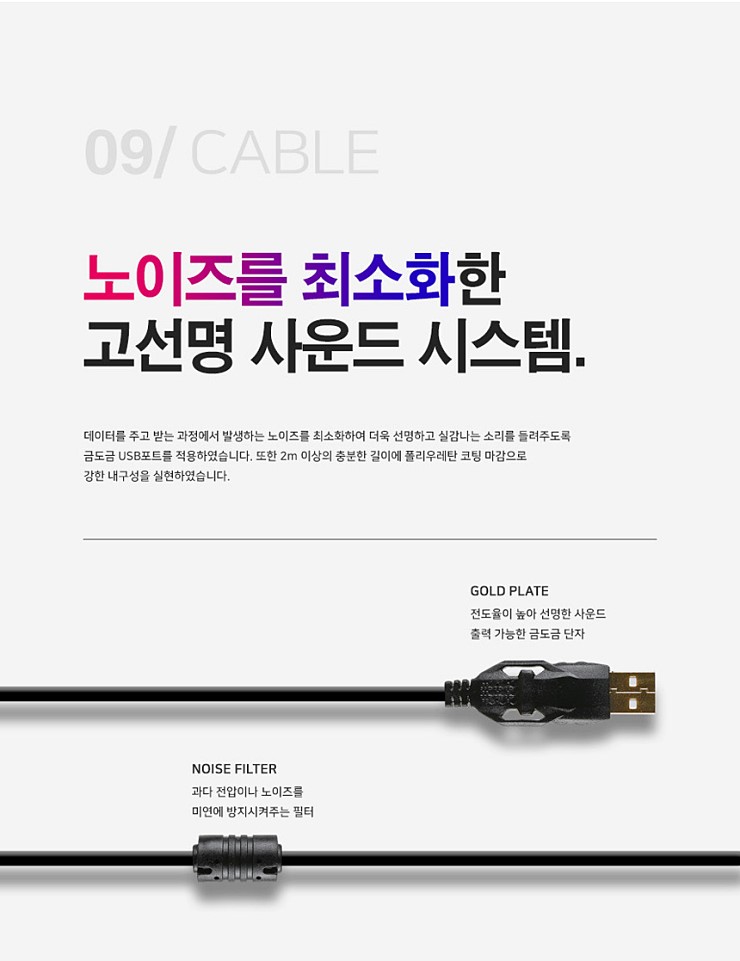 09/ CABLE
노이즈를 최소화한
고선명 사운드 시스템.
데이터를 주고 받는 과정에서 발생하는 노이즈를 최소화하여 더욱 선명하고 실감나는 소리를 들려주도록
금도금 USB포트를 적용하였습니다. 또한 2m 이상의 충분한 길이에 폴리우레탄 코팅 마감으로
강한 내구성을 실현하였습니다.
GOLD PLATE
전도율이 높아 선명한 사운드
출력 가능한 금도금 단자
NOISE FILTER
과다 전압이나 노이즈를
미연에 방지시켜주는 필터